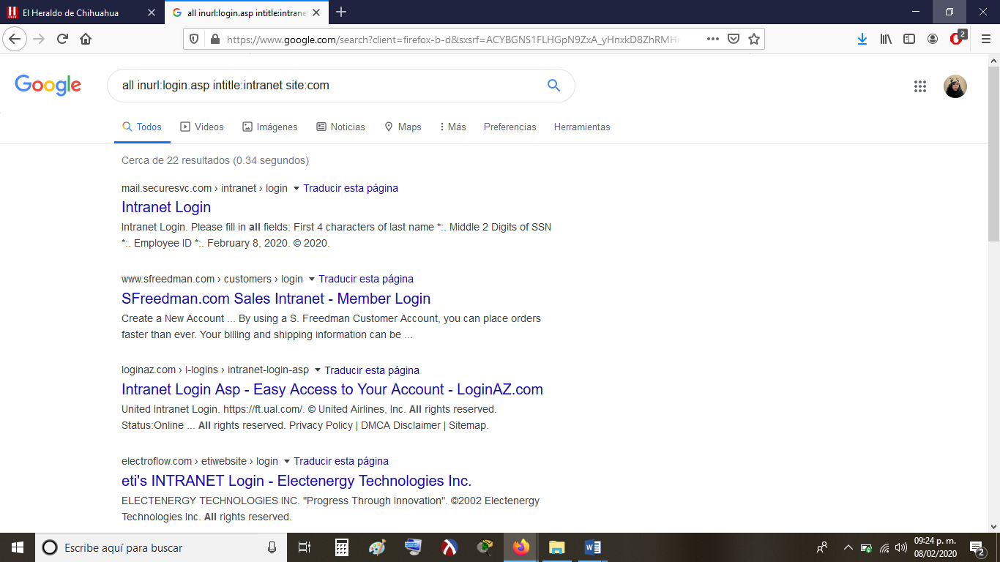 El Heraldo de Chihuahua
all inurl:login.asp intitle:intrane
https://www.google.com/search?client=firefox-b-d&sxsrf=ACYBGNS1FLHGpN9ZxA_yHnxkD8ZhRMH
2
Google
all inurl:login.asp intitle:intranet site:com
Todos Videos Imágenes Noticias Maps Más Preferencias Herramientas
Cerca de 22 resultados (0.34 segundos)
mail.securesvc.com › intranet › login Traducir esta página
Intranet Login
Intranet Login. Please fill in all fields: First 4 characters of last name *:. Middle 2 Digits of SSN
*:. Employee ID *:. February 8, 2020. © 2020.
www.sfreedman.com › customers › login Traducir esta página
SFreedman.com Sales Intranet - Member Login
Create a New Account ... By using a S. Freedman Customer Account, you can place orders
faster than ever. Your billing and shipping information can be ...
loginaz.com › i-logins › intranet-login-asp Traducir esta página
Intranet Login Asp - Easy Access to Your Account - LoginAZ.com
United Intranet Login. https://ft.ual.com/. © United Airlines, Inc. All rights reserved.
Status:Online ... All rights reserved. Privacy Policy | DMCA Disclaimer | Sitemap.
electroflow.com › etiwebsite › login Traducir esta página
eti's INTRANET Login - Electenergy Technologies Inc.
ELECTENERGY TECHNOLOGIES INC. "Progress Through Innovation". ©2002 Electenergy
Technologies Inc. All rights reserved.
Escribe aquí para buscar
09:24 p. m.
08/02/2020
2